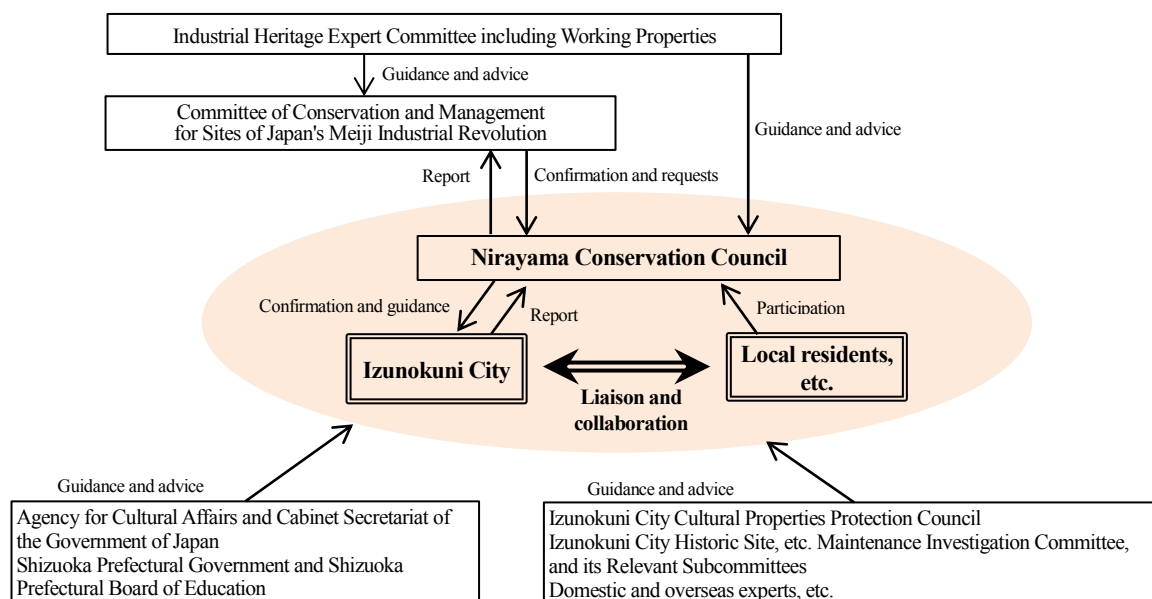 Industrial Heritage Expert Committee including Working Properties
Guidance and advice
Committee of Conservation and Management
for Sites of Japan's Meiji Industrial Revolution
Guidance and advice
Report
Confirmation and requests
Nirayama Conservation Council
Confirmation and guidance
Report
Participation
Izunokuni City
Local residents,
etc.
Liaison and
collaboration
Guidance and advice
Agency for Cultural Affairs and Cabinet Secretariat of
the Government of Japan
Shizuoka Prefectural Government and Shizuoka
Prefectural Board of Education
Guidance and advice
Izunokuni City Cultural Properties Protection Council
Izunokuni City Historic Site, etc. Maintenance Investigation Committee,
and its Relevant Subcommittees
Domestic and overseas experts, etc.